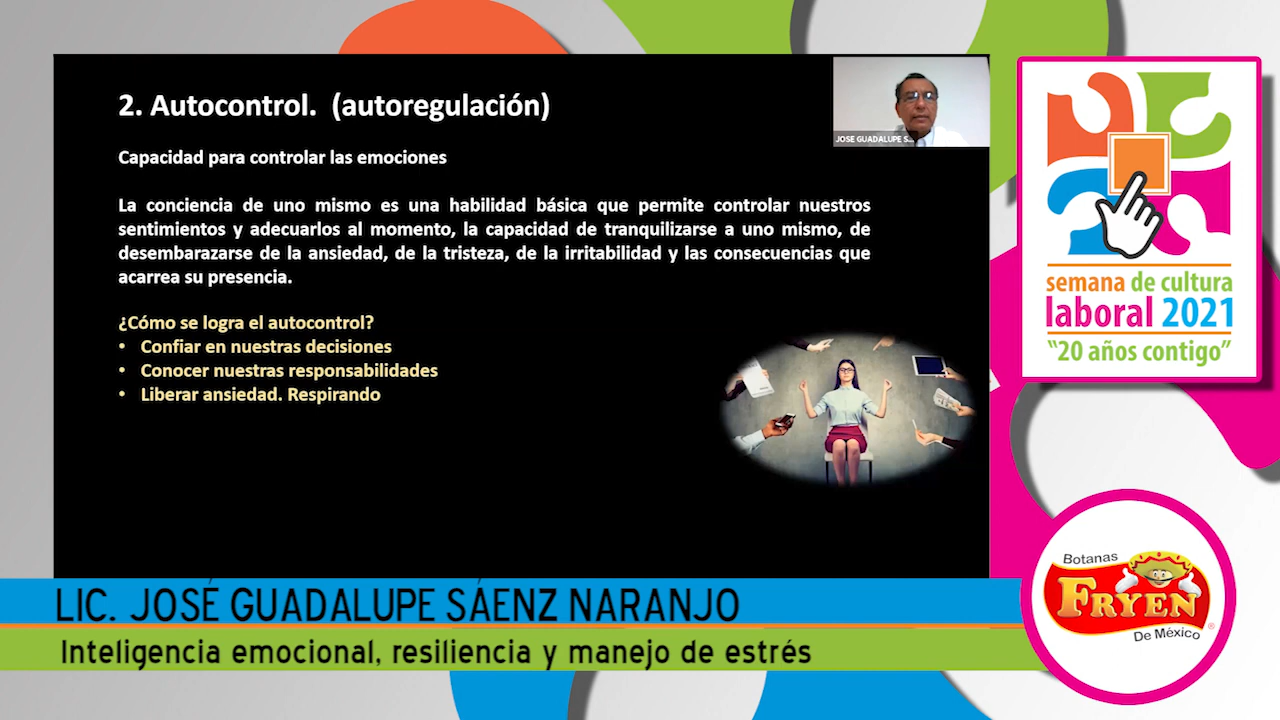 2. Autocontrol. (autoregulación)
JOSE GUADALUPE S...
Capacidad para controlar las emociones
La conciencia de uno mismo es una habilidad básica que permite controlar nuestros
sentimientos y adecuarlos al momento, la capacidad de tranquilizarse a uno mismo, de
desembarazarse de la ansiedad, de la tristeza, de la irritabilidad y las consecuencias que
acarrea su presencia.
¿Cómo se logra el autocontrol?
• Confiar en nuestras decisiones
• Conocer nuestras responsabilidades
• Liberar ansiedad. Respirando
semana de cultura
laboral 2021
"20 años contigo"
Botanas
FRYEN
De México
®
LIC. JOSÉ GUADALUPE SÁENZ NARANJO
Inteligencia emocional, resiliencia y manejo de estrés